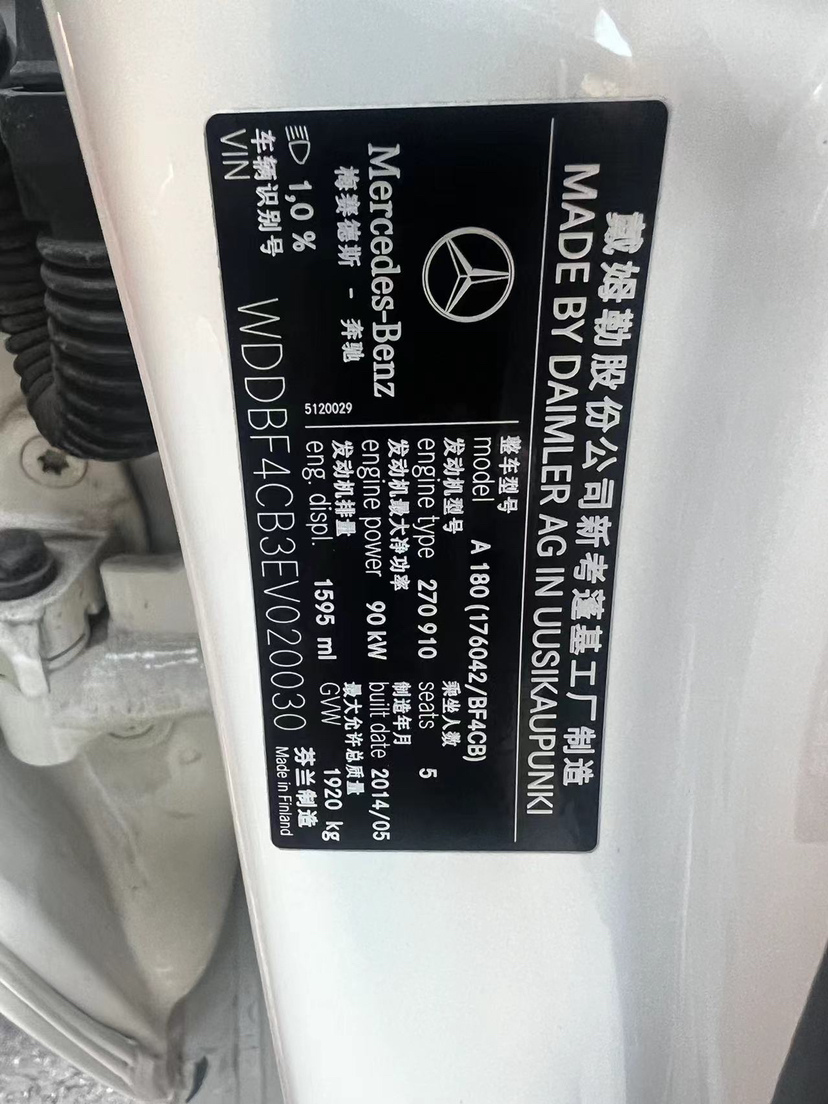 戴姆勒股份公司新考蓬基工厂制造
MADE BY DAIMLER AG IN UUSIKAUPUNKI
Mercedes-Benz
梅赛德斯 - 奔驰
1,0 %
5120029
整车型号
model A 180 (176042/BF4CB)
发动机型号 乘坐人数
engine type 270 910 seats 5
发动机最大净功率 制造年月
engine power 90 kW built date 2014/05
发动机排量 最大允许总质量
eng. displ. 1595 ml GVW 1920 kg
车辆识别号 芬兰制造
VIN WDDBF4CB3EV020030 Made in Finland